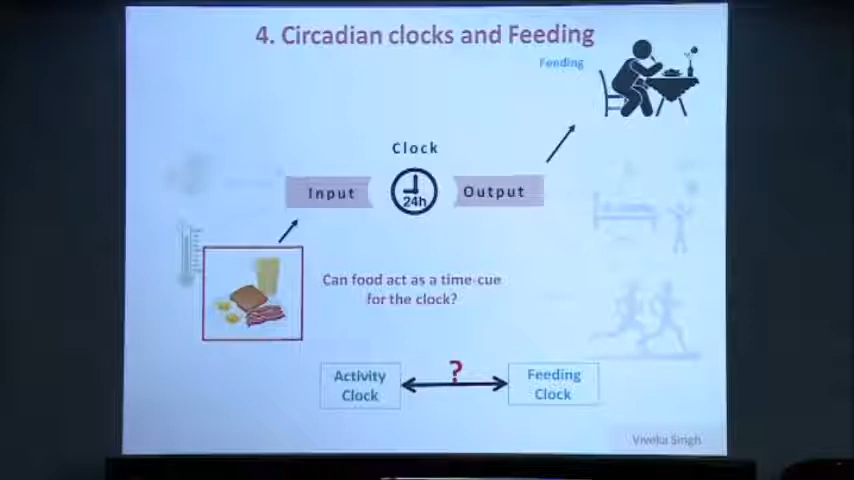 4. Circadian clocks and Feeding
Feeding
Clock
Input
24h
Output
Can food act as a time-cue
for the clock?
Activity
Clock
?
Feeding
Clock
Viveka Singh